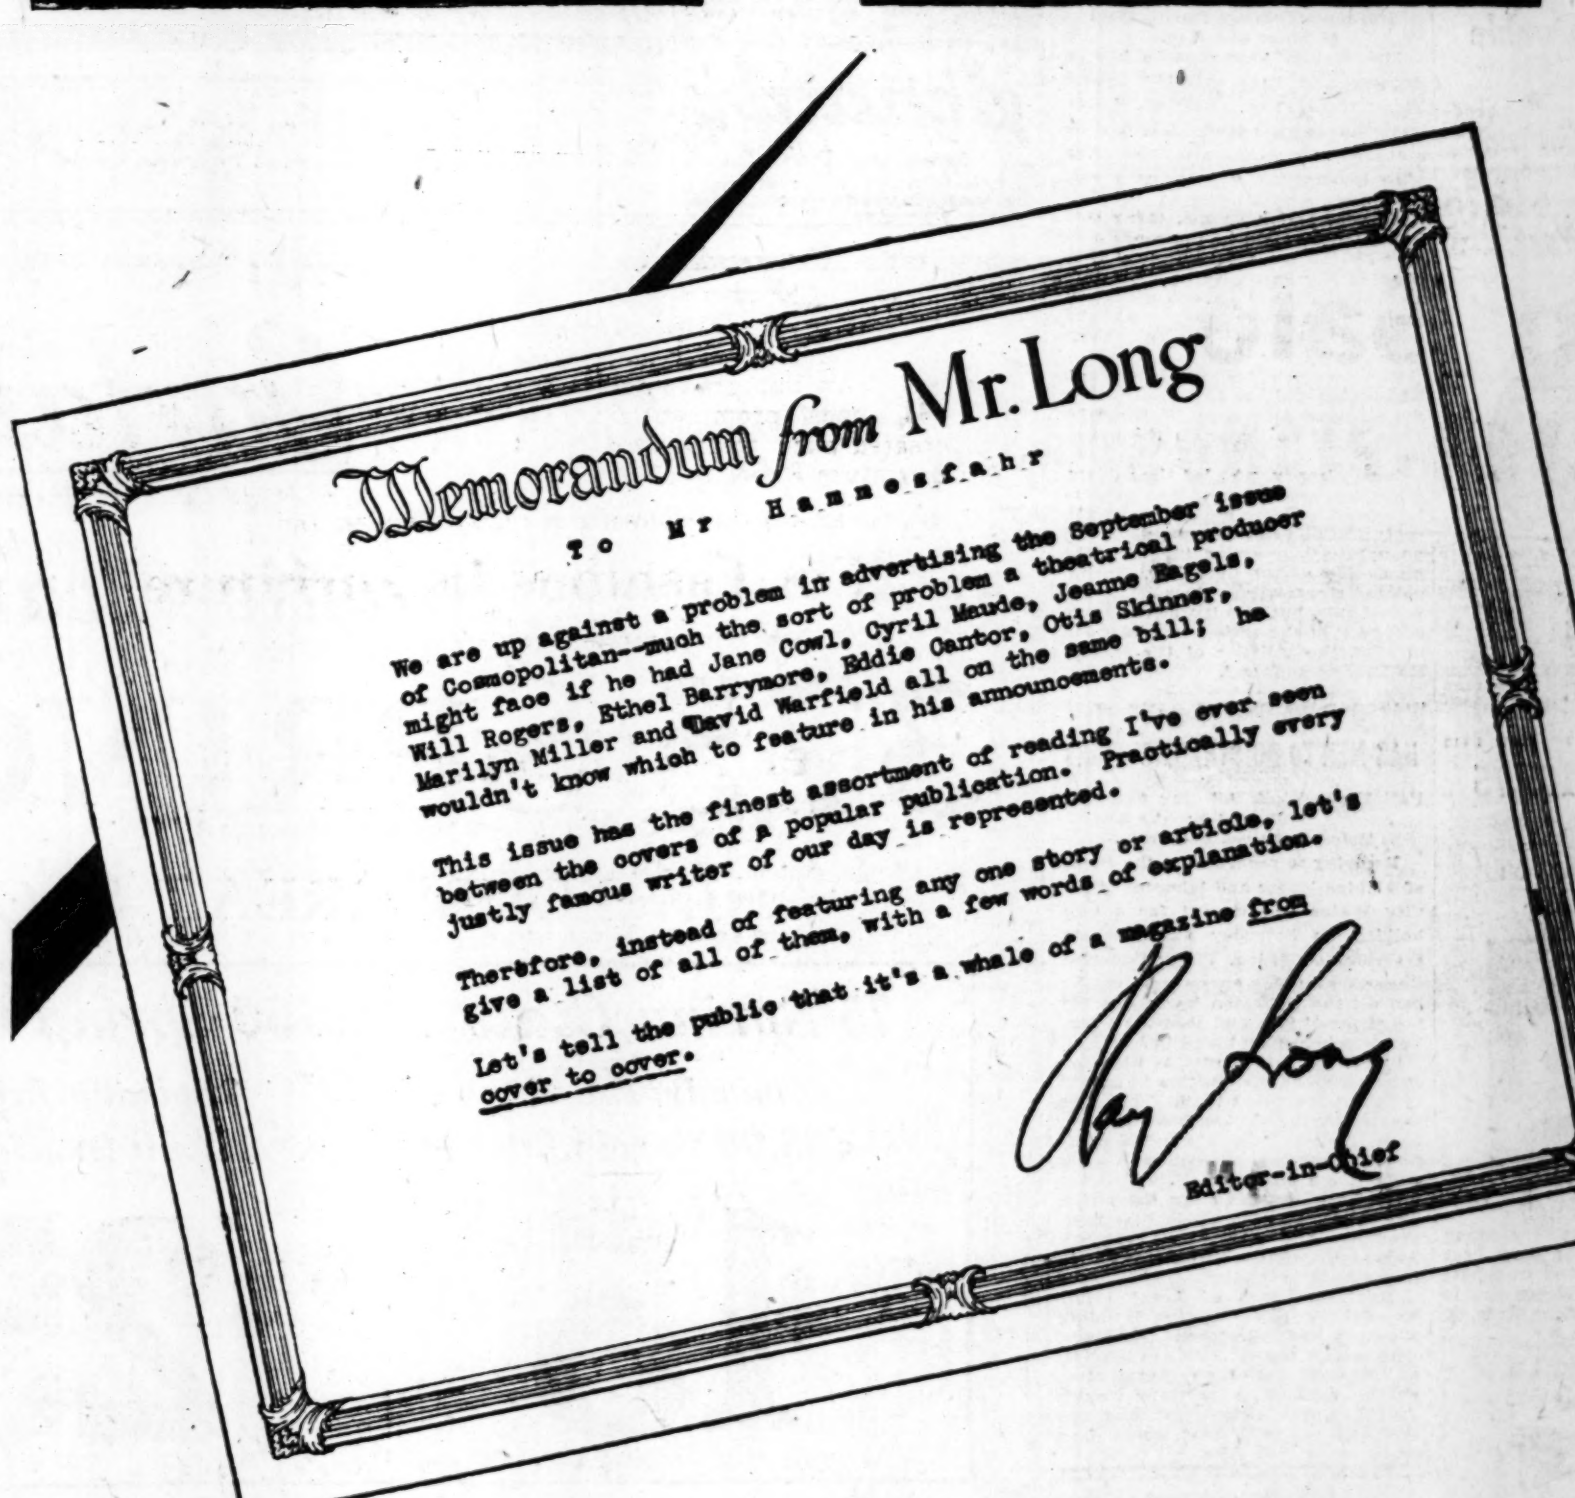 Memorandum from Mr. Long
To Mr Hammesfahr
We are up against a problem in advertising the September issue
of Cosmopolitan--much the sort of problem a theatrical producer
might face if he had Jane Cowl, Cyril Maude, Jeanne Eagels,
Will Rogers, Ethel Barrymore, Eddie Cantor, Otis Skinner,
Marilyn Miller and David Warfield all on the same bill; he
wouldn't know which to feature in his announcements.
This issue has the finest assortment of reading I've ever seen
between the covers of a popular publication. Practically every
justly famous writer of our day is represented.
Therefore, instead of featuring any one story or article, let's
give a list of all of them, with a few words of explanation.
Let's tell the public that it's a whale of a magazine from
cover to cover.
Ray Long
Editor-in-Chief